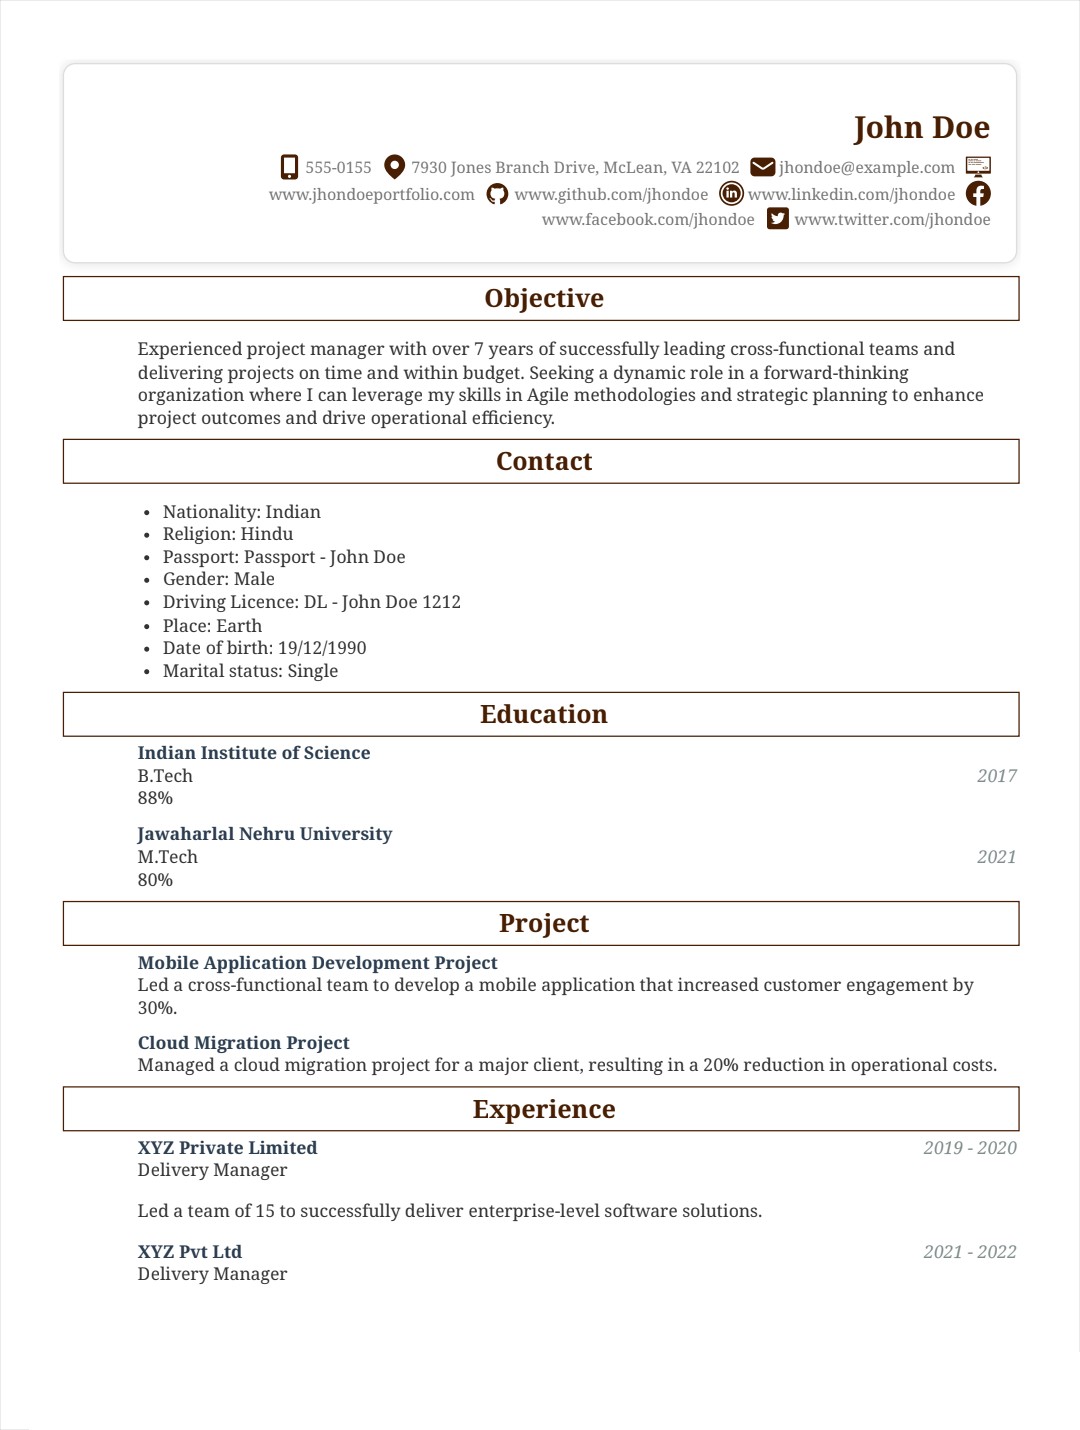 John Doe
555-0155 7930 Jones Branch Drive, McLean, VA 22102 jhondoe@example.com
www.jhondoeportfolio.com www.github.com/jhondoe www.linkedin.com/jhondoe
www.facebook.com/jhondoe www.twitter.com/jhondoe
Objective
Experienced project manager with over 7 years of successfully leading cross-functional teams and
delivering projects on time and within budget. Seeking a dynamic role in a forward-thinking
organization where I can leverage my skills in Agile methodologies and strategic planning to enhance
project outcomes and drive operational efficiency.
Contact
• Nationality: Indian
• Religion: Hindu
• Passport: Passport - John Doe
• Gender: Male
• Driving Licence: DL - John Doe 1212
• Place: Earth
• Date of birth: 19/12/1990
• Marital status: Single
Education
Indian Institute of Science
B.Tech 2017
88%
Jawaharlal Nehru University
M.Tech 2021
80%
Project
Mobile Application Development Project
Led a cross-functional team to develop a mobile application that increased customer engagement by
30%.
Cloud Migration Project
Managed a cloud migration project for a major client, resulting in a 20% reduction in operational costs.
Experience
XYZ Private Limited 2019 - 2020
Delivery Manager
Led a team of 15 to successfully deliver enterprise-level software solutions.
XYZ Pvt Ltd 2021 - 2022
Delivery Manager